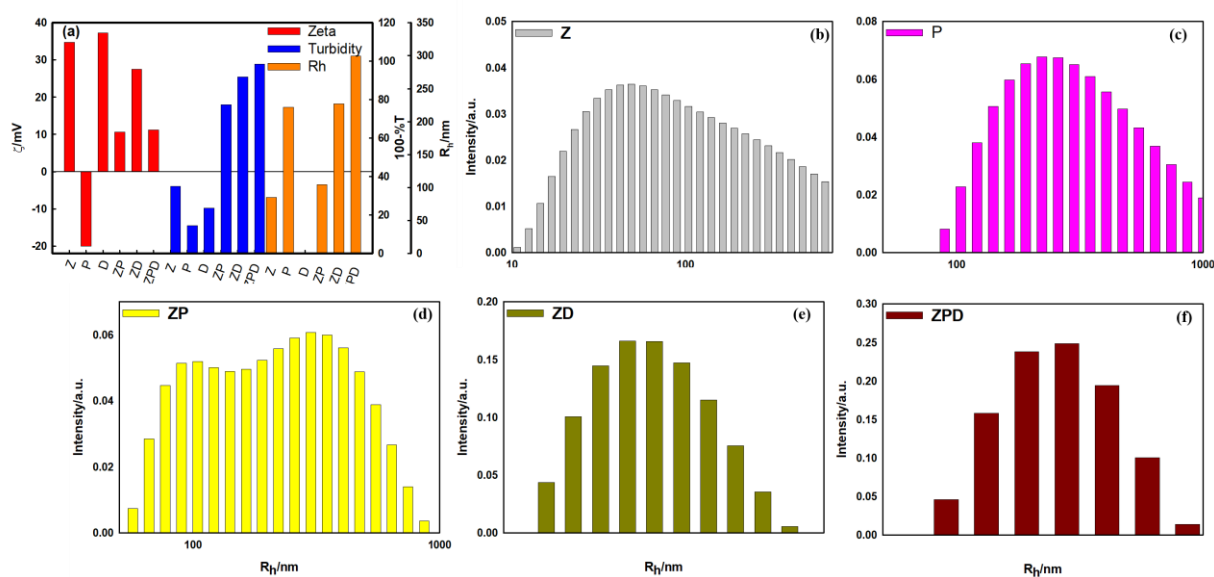 (a)
Zeta
Turbidity
Rh
40
30
20
10
0
-10
-20
ζ/mV
Z P D ZP ZD ZPD Z P D ZP ZD ZPD Z P D ZP ZD PD
120
100
80
60
40
20
0
100-%T
350
300
250
200
150
100
50
0
Rh/nm
(b)
Z
0.05
0.04
0.03
0.02
0.01
0.00
Intensity/a.u.
10 100
(c)
P
0.08
0.06
0.04
0.02
0.00
100 1000
(d)
ZP
0.06
0.04
0.02
0.00
Intensity/a.u.
100 1000
Rh/nm
(e)
ZD
0.20
0.15
0.10
0.05
0.00
Intensity/a.u.
Rh/nm
(f)
ZPD
0.30
0.25
0.20
0.15
0.10
0.05
0.00
Intensity/a.u.
Rh/nm